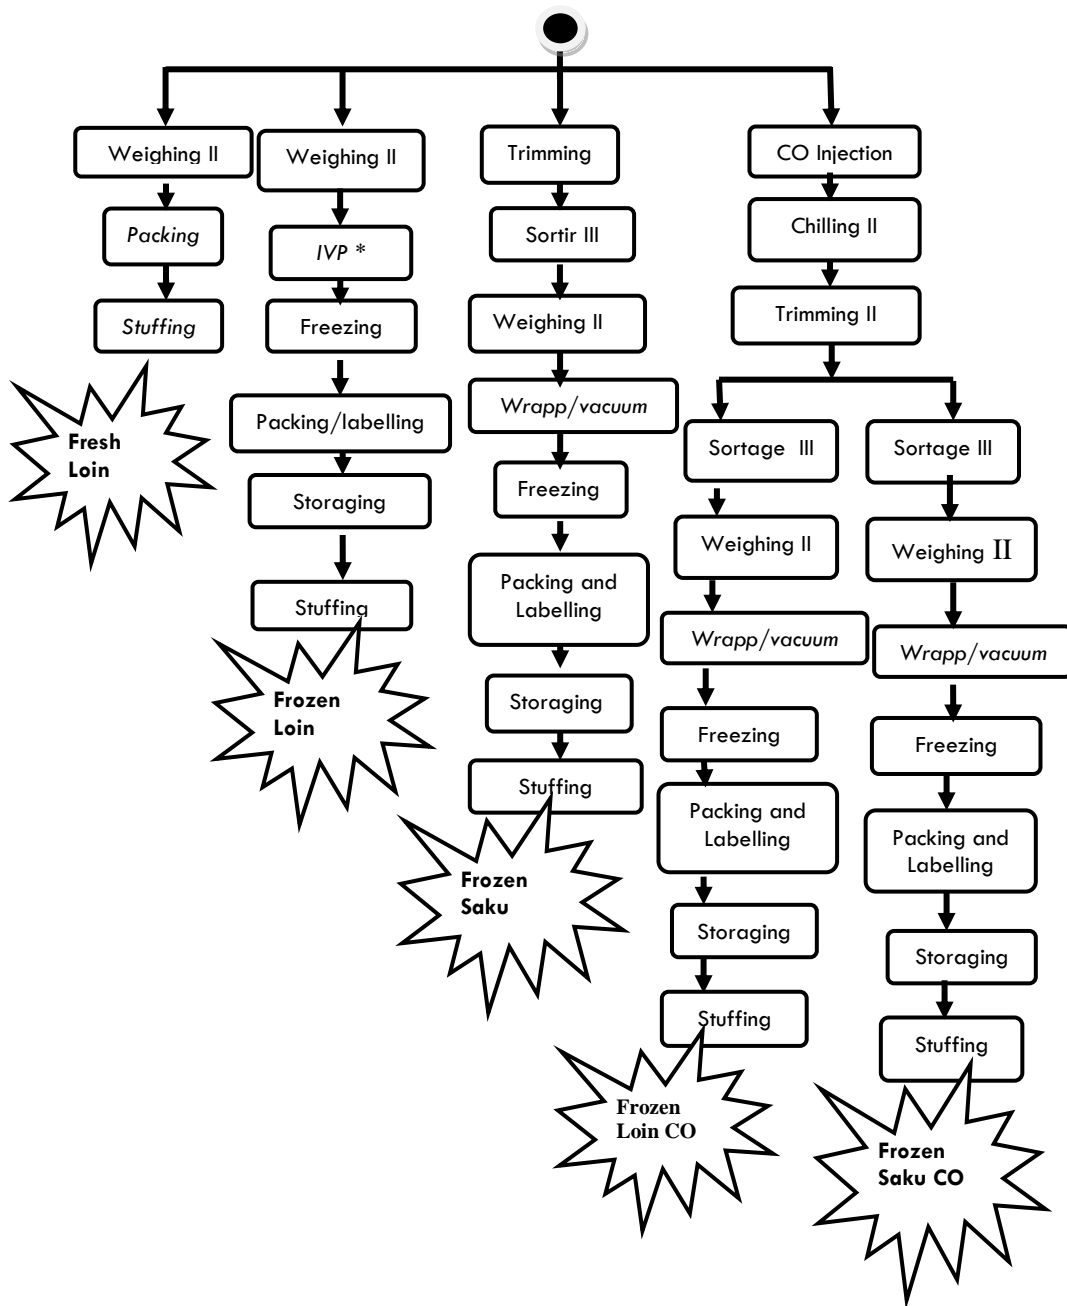 Weighing II
Packing
Stuffing
Fresh
Loin
Weighing II
IVP *
Freezing
Packing/labelling
Storaging
Stuffing
Frozen
Loin
Trimming
Sortir III
Weighing II
Wrapp/vacuum
Freezing
Packing and
Labelling
Storaging
Stuffing
Frozen
Saku
CO Injection
Chilling II
Trimming II
Sortage III
Weighing II
Wrapp/vacuum
Freezing
Packing and
Labelling
Storaging
Stuffing
Frozen
Loin CO
Sortage III
Weighing II
Wrapp/vacuum
Freezing
Packing and
Labelling
Storaging
Stuffing
Frozen
Saku CO